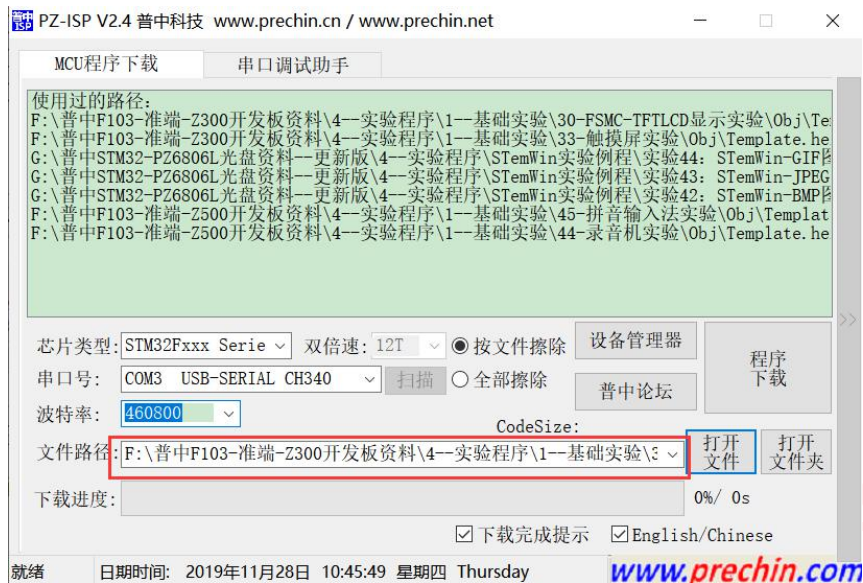 普中ISP PZ-ISP V2.4 普中科技 www.prechin.cn / www.prechin.net
MCU程序下载 串口调试助手
使用过的路径:
F:\普中F103-准端-Z300开发板资料\4--实验程序\1--基础实验\30-FSMC-TFTLCD显示实验\Obj\Te
F:\普中F103-准端-Z300开发板资料\4--实验程序\1--基础实验\33-触摸屏实验\Obj\Template.he
G:\普中STM32-PZ6806L光盘资料--更新版\4--实验程序\STemWin实验例程\实验44：STemWin-GIF
G:\普中STM32-PZ6806L光盘资料--更新版\4--实验程序\STemWin实验例程\实验43：STemWin-JPEG
G:\普中STM32-PZ6806L光盘资料--更新版\4--实验程序\STemWin实验例程\实验42：STemWin-BMP
F:\普中F103-准端-Z500开发板资料\4--实验程序\1--基础实验\45-拼音输入法实验\Obj\Templat
F:\普中F103-准端-Z500开发板资料\4--实验程序\1--基础实验\44-录音机实验\Obj\Template.he
芯片类型: STM32Fxxx Serie 双倍速: 12T 按文件擦除 设备管理器
程序下载
串口号: COM3 USB-SERIAL CH340 扫描 全部擦除 普中论坛
波特率: 460800
CodeSize:
文件路径: F:\普中F103-准端-Z300开发板资料\4--实验程序\1--基础实验\3 打开文件 打开文件夹
下载进度: 0%/ 0s
下载完成提示 English/Chinese
就绪 日期时间: 2019年11月28日 10:45:49 星期四 Thursday www.prechin.com